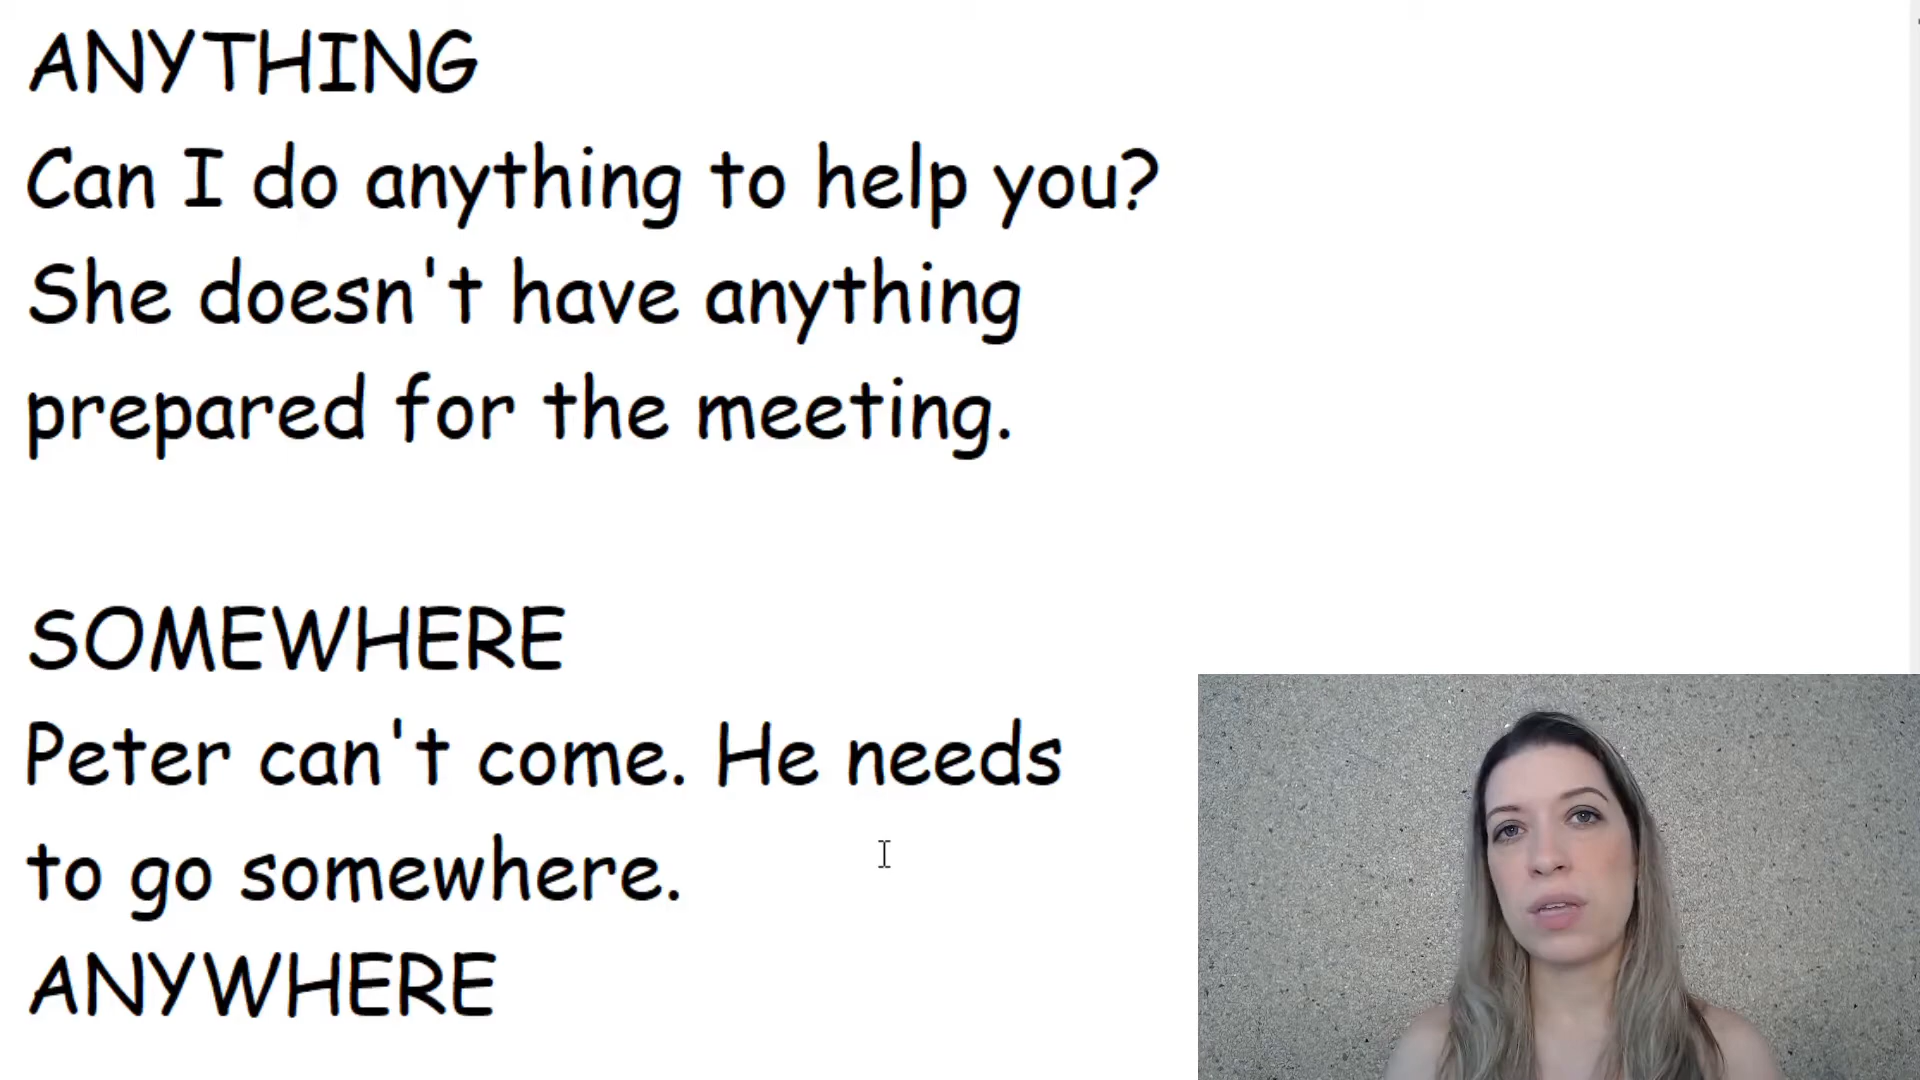 ANYTHING
Can I do anything to help you?
She doesn't have anything
prepared for the meeting.
SOMEWHERE
Peter can't come. He needs
to go somewhere.
ANYWHERE